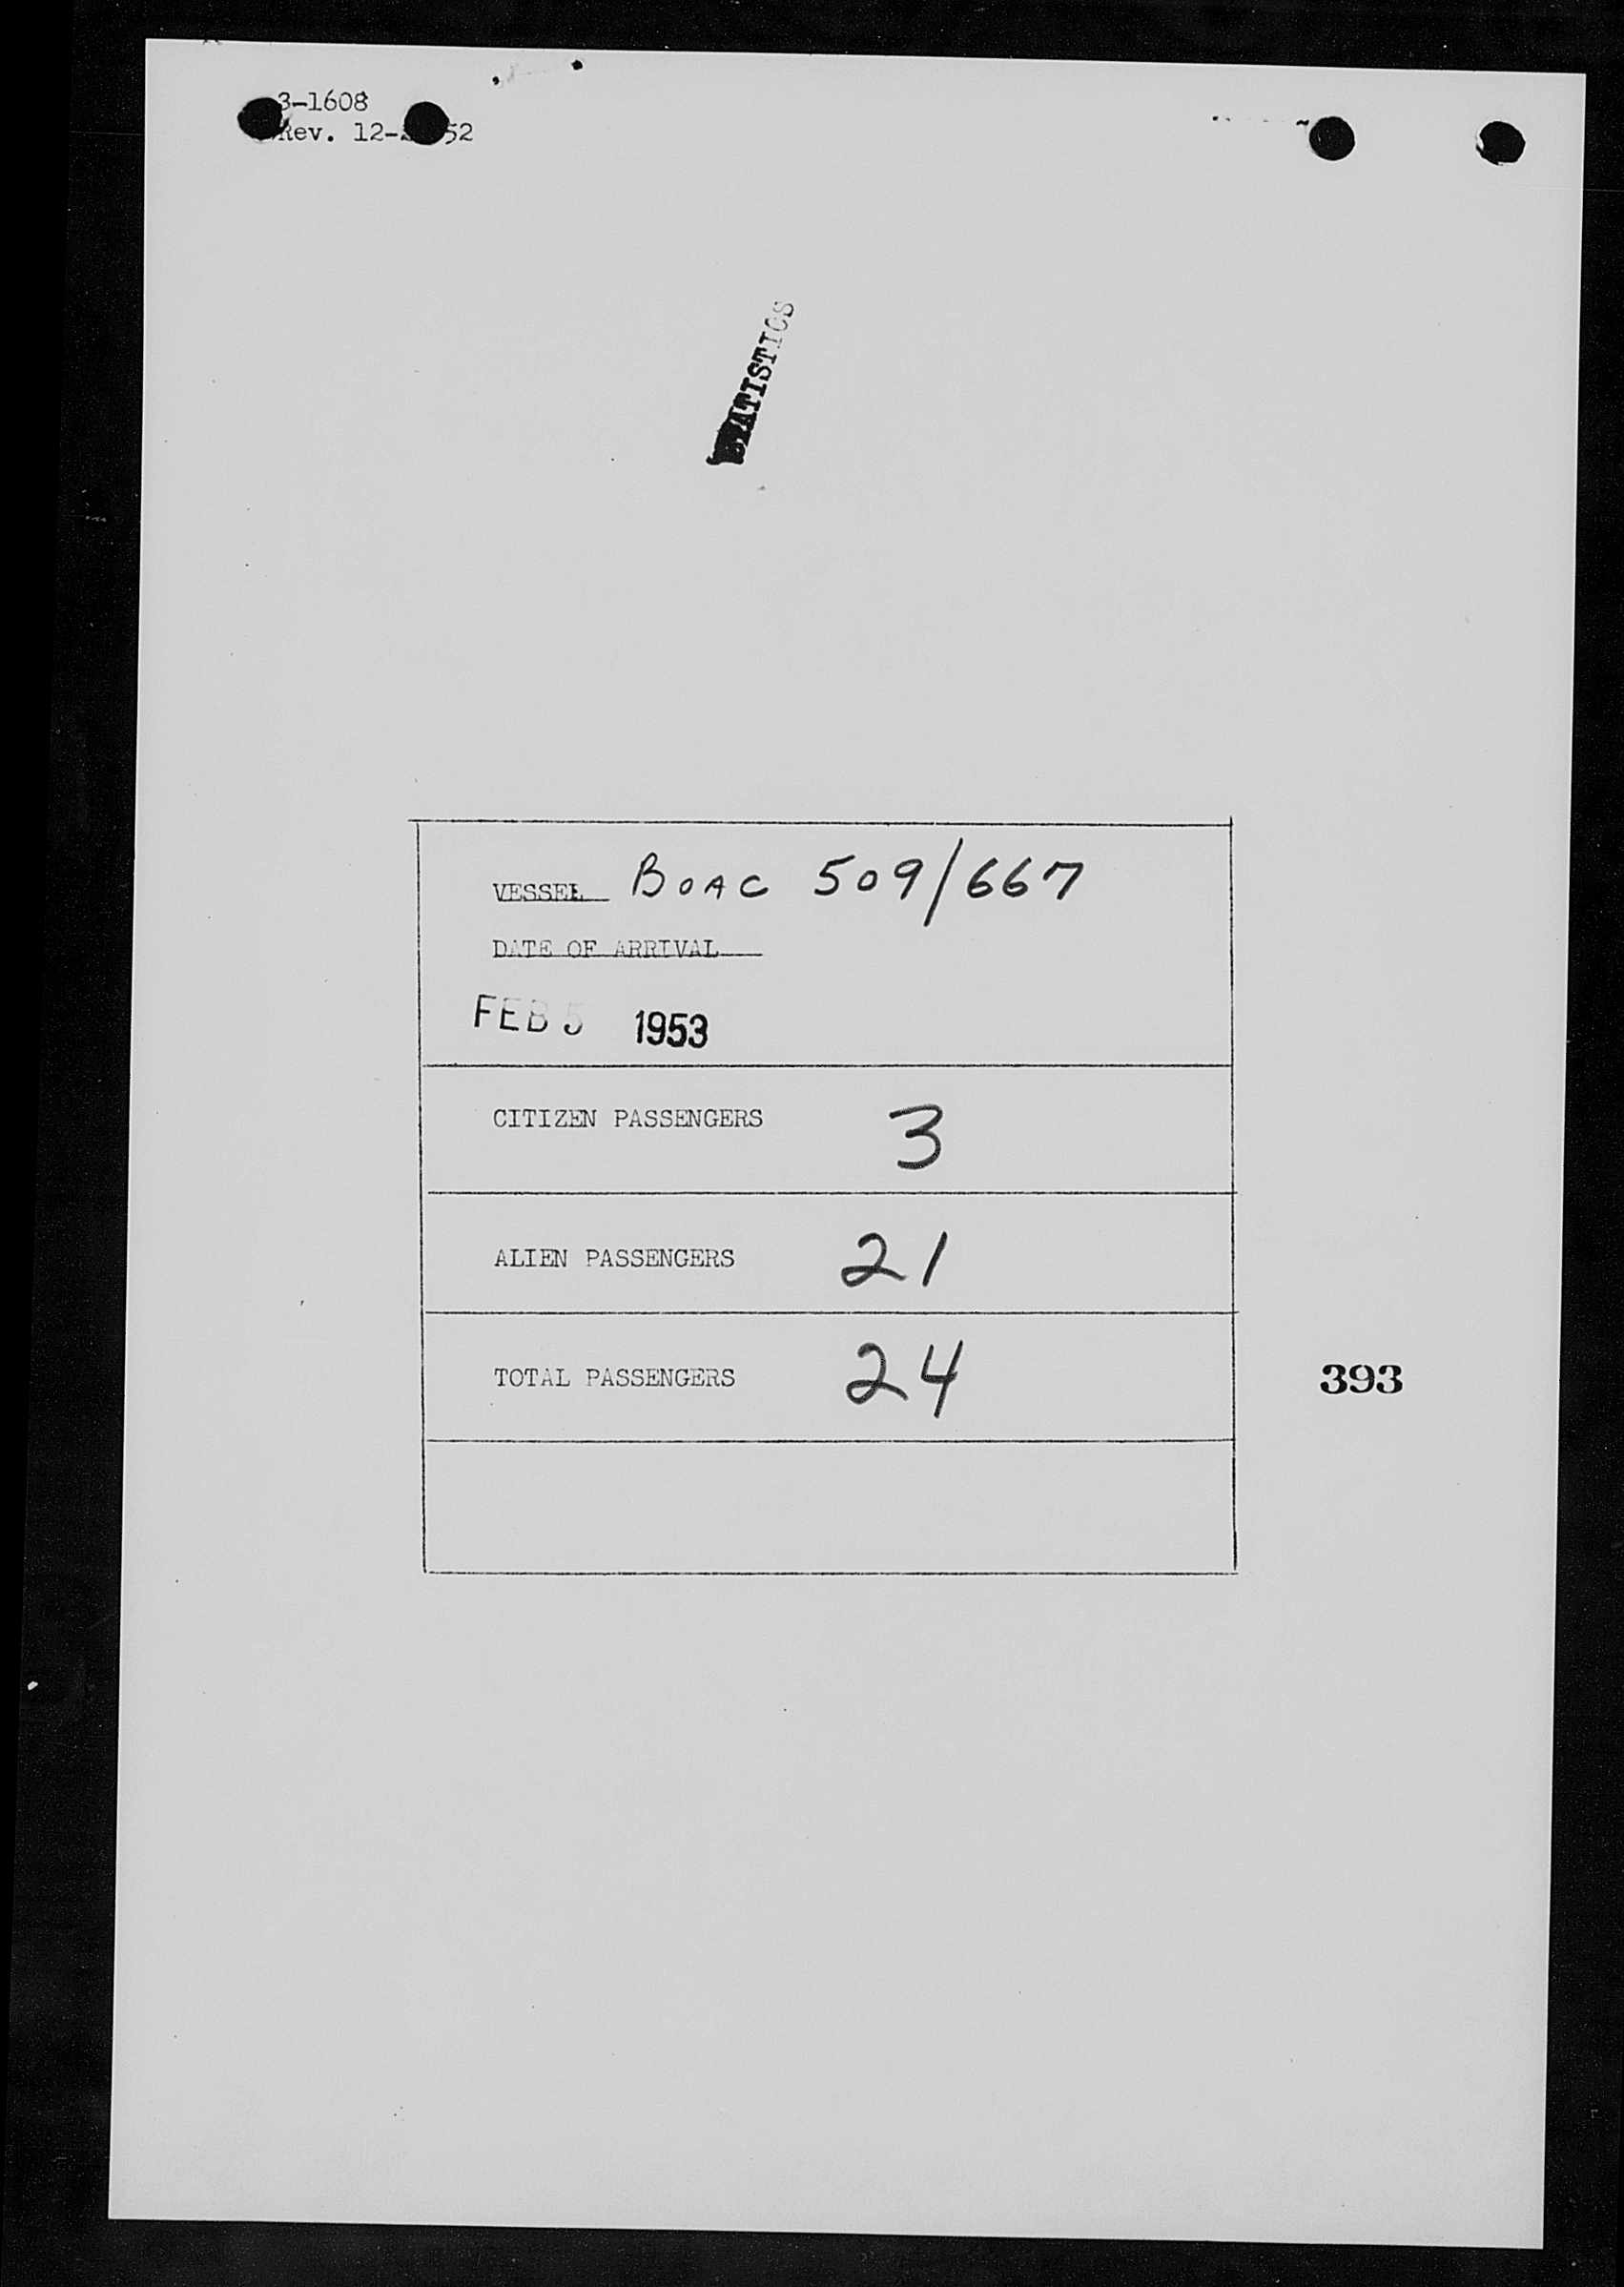 3-1608
Rev. 12- 52
STATISTICS
VESSEL BOAC 509/667
DATE OF ARRIVAL
FEB 5 1953
CITIZEN PASSENGERS 3
ALIEN PASSENGERS 21
TOTAL PASSENGERS 24
393